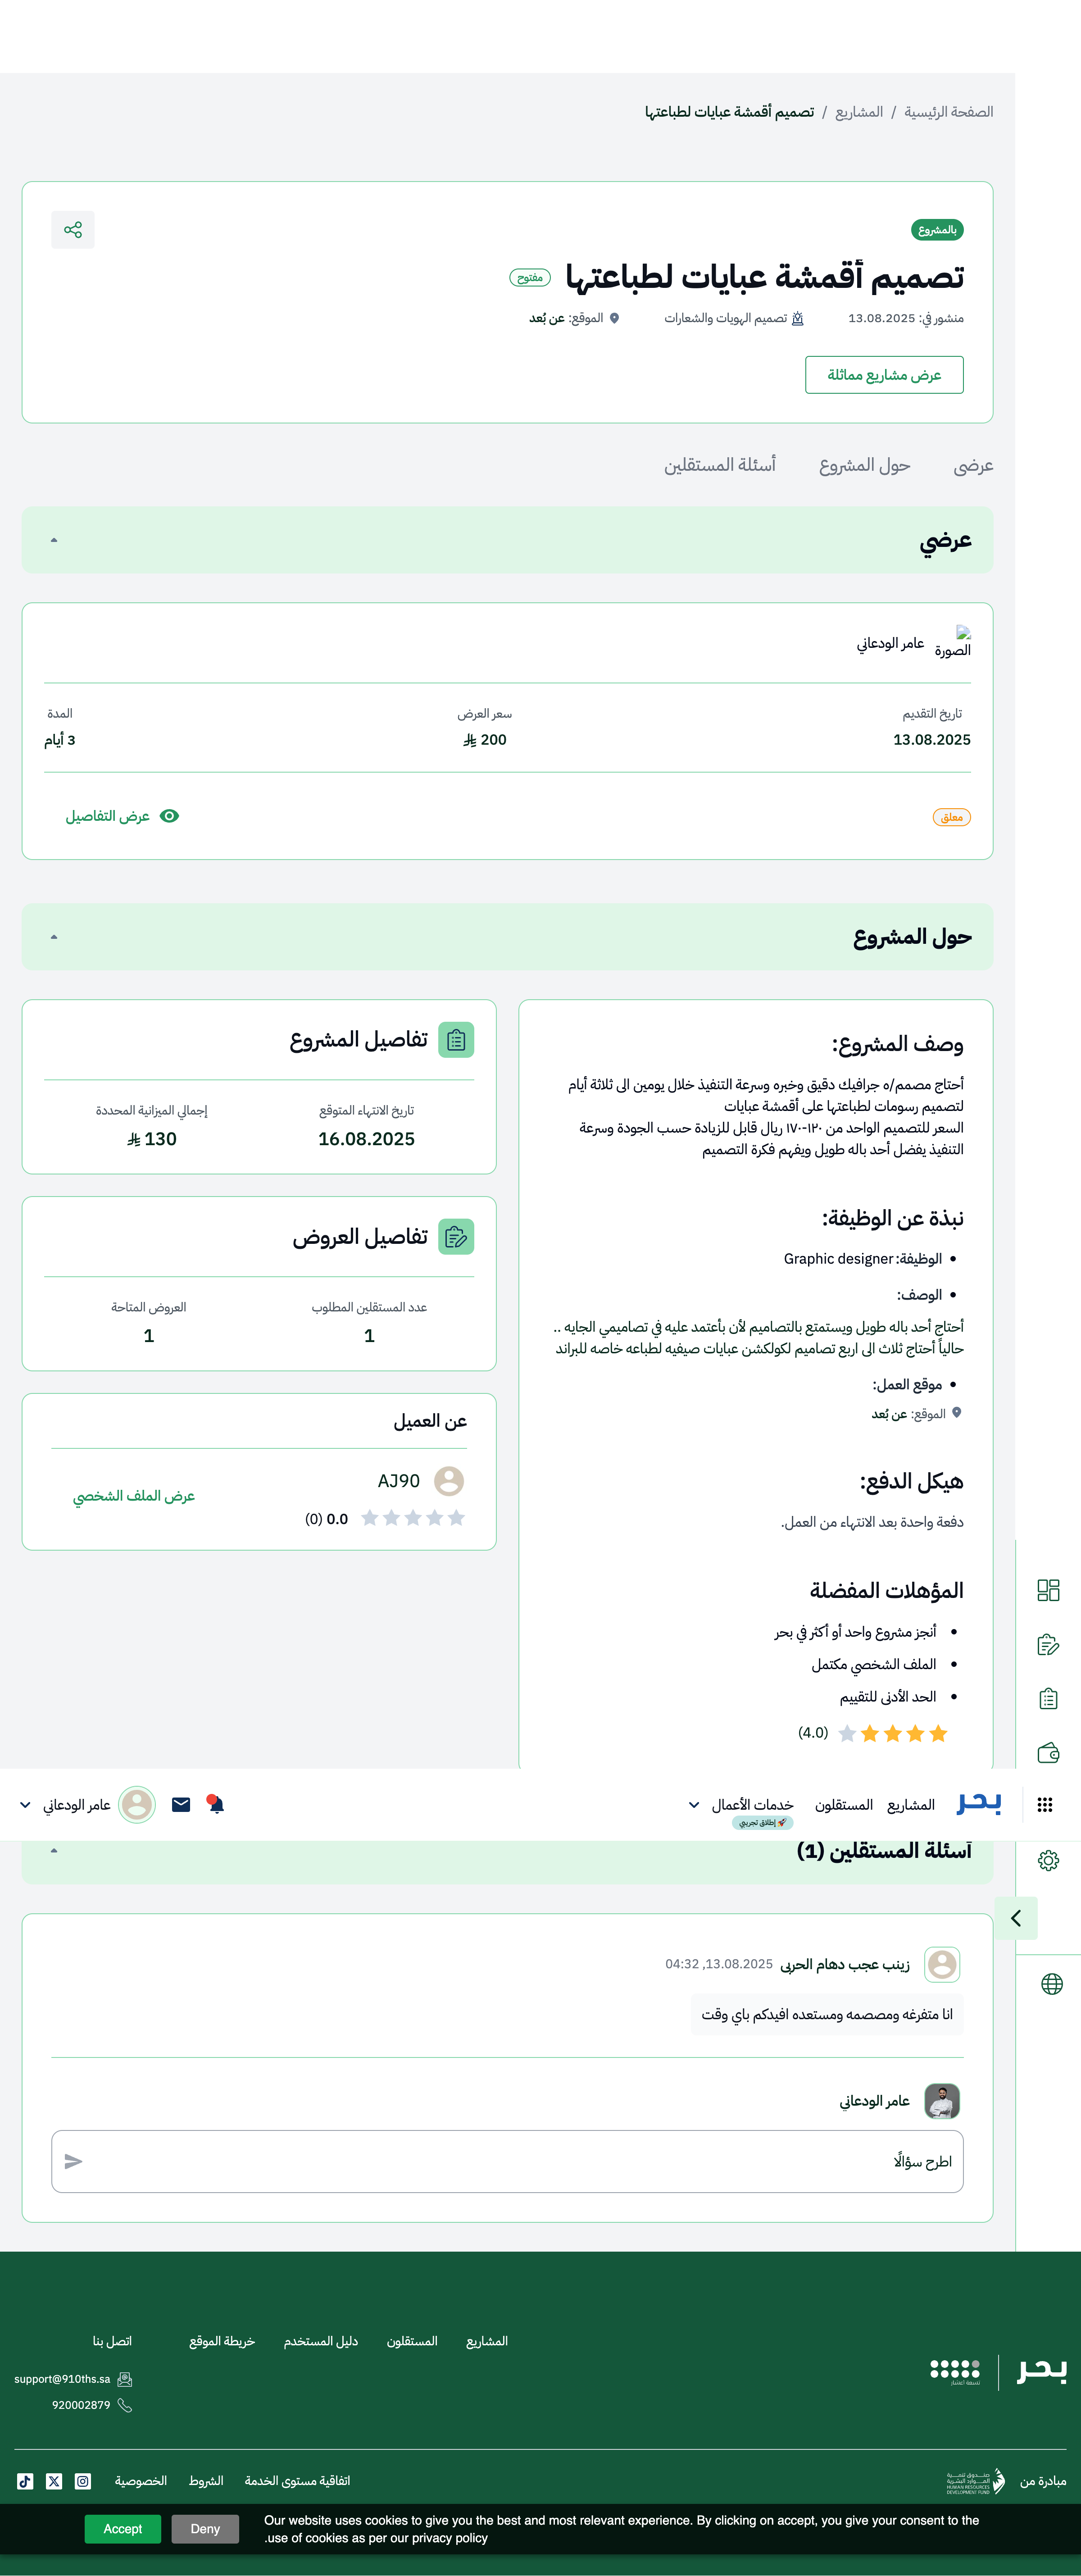 الصفحة الرئيسية / المشاريع / تصميم أقمشة عبايات لطباعتها
بالمشروع
تصميم أقمشة عبايات لطباعتها مفتوح
منشور في: 13.08.2025 تصميم الهويات والشعارات الموقع: عن بُعد
عرض مشاريع مماثلة
عرضى حول المشروع أسئلة المستقلين
عرضي
الصورة عامر الودعاني
تاريخ التقديم سعر العرض المدة
13.08.2025 200 3 أيام
معلق عرض التفاصيل
حول المشروع
وصف المشروع:
أحتاج مصمم/ه جرافيك دقيق وخبره وسرعة التنفيذ خلال يومين الى ثلاثة أيام
لتصميم رسومات لطباعتها على أقمشة عبايات
السعر للتصميم الواحد من ١٢٠-١٧٠ ريال قابل للزيادة حسب الجودة وسرعة
التنفيذ يفضل أحد باله طويل ويفهم فكرة التصميم
نبذة عن الوظيفة:
• الوظيفة: Graphic designer
• الوصف:
أحتاج أحد باله طويل ويستمتع بالتصاميم لأن بأعتمد عليه في تصاميمي الجايه ..
حالياً أحتاج ثلاث الى اربع تصاميم لكولكشن عبايات صيفيه لطباعه خاصه للبراند
• موقع العمل:
الموقع: عن بُعد
هيكل الدفع:
دفعة واحدة بعد الانتهاء من العمل.
المؤهلات المفضلة
• أنجز مشروع واحد أو أكثر في بحر
• الملف الشخصي مكتمل
• الحد الأدنى للتقييم
(4.0)
تفاصيل المشروع
تاريخ الانتهاء المتوقع إجمالي الميزانية المحددة
16.08.2025 130
تفاصيل العروض
عدد المستقلين المطلوب العروض المتاحة
1 1
عن العميل
AJ90
0.0 (0)
عرض الملف الشخصي
بحر المشاريع المستقلون خدمات الأعمال عامر الودعاني
إطلاق تجريبي
أسئلة المستقلين (1)
زينب عجب دهام الحربى 13.08.2025, 04:32
انا متفرغه ومصصمه ومستعده افيدكم باي وقت
عامر الودعاني
اطرح سؤالًا
بحر تسعة أعشار
المشاريع المستقلون دليل المستخدم خريطة الموقع اتصل بنا
support@910ths.sa
920002879
مبادرة من
صندوق تنمية
الموارد البشرية
HUMAN RESOURCES
DEVELOPMENT FUND
اتفاقية مستوى الخدمة الشروط الخصوصية
Our website uses cookies to give you the best and most relevant experience. By clicking on accept, you give your consent to the
.use of cookies as per our privacy policy
Deny
Accept